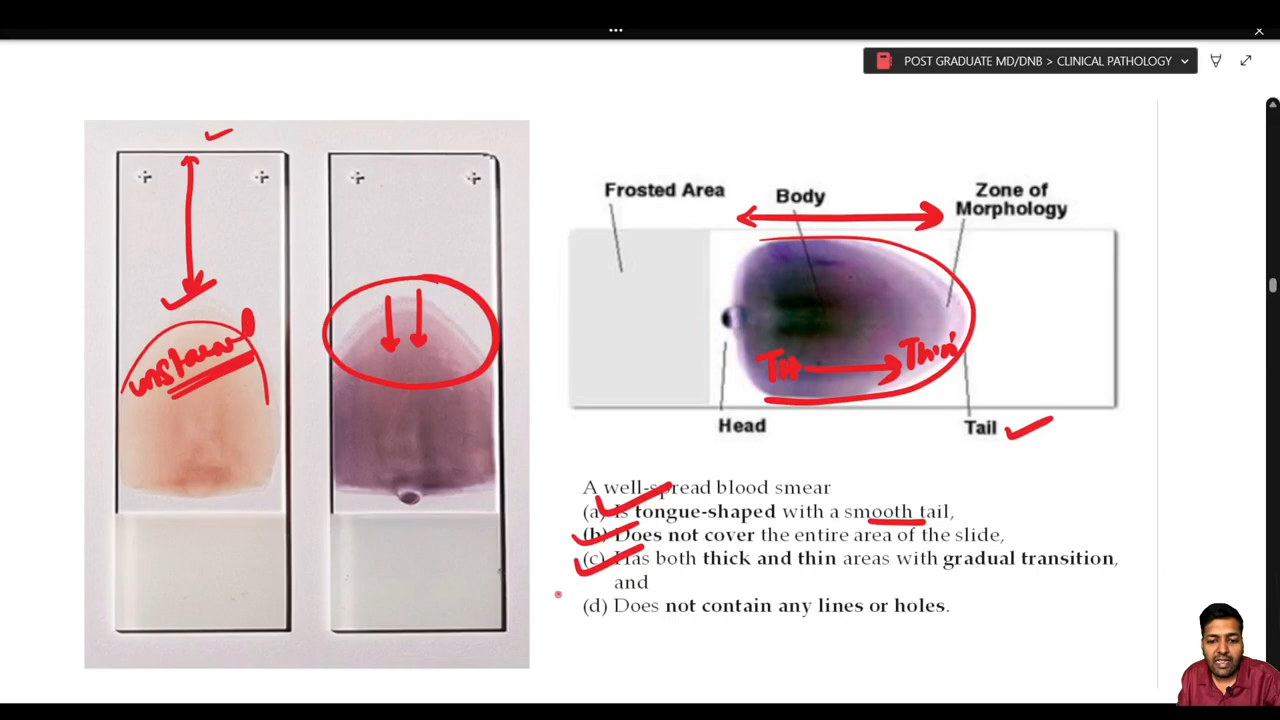 POST GRADUATE MD/DNB > CLINICAL PATHOLOGY
Frosted Area
Body
Zone of
Morphology
unstained
TH
Thin
Head
Tail
A well-spread blood smear
(a) Is tongue-shaped with a smooth tail,
(b) Does not cover the entire area of the slide,
(c) Has both thick and thin areas with gradual transition,
and
(d) Does not contain any lines or holes.